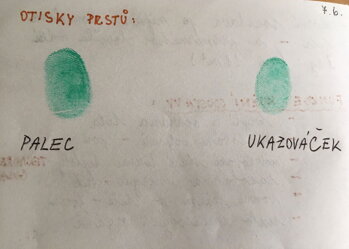 OTISKY PRSTŮ:
7.6.
PALEC
UKAZOVÁČEK